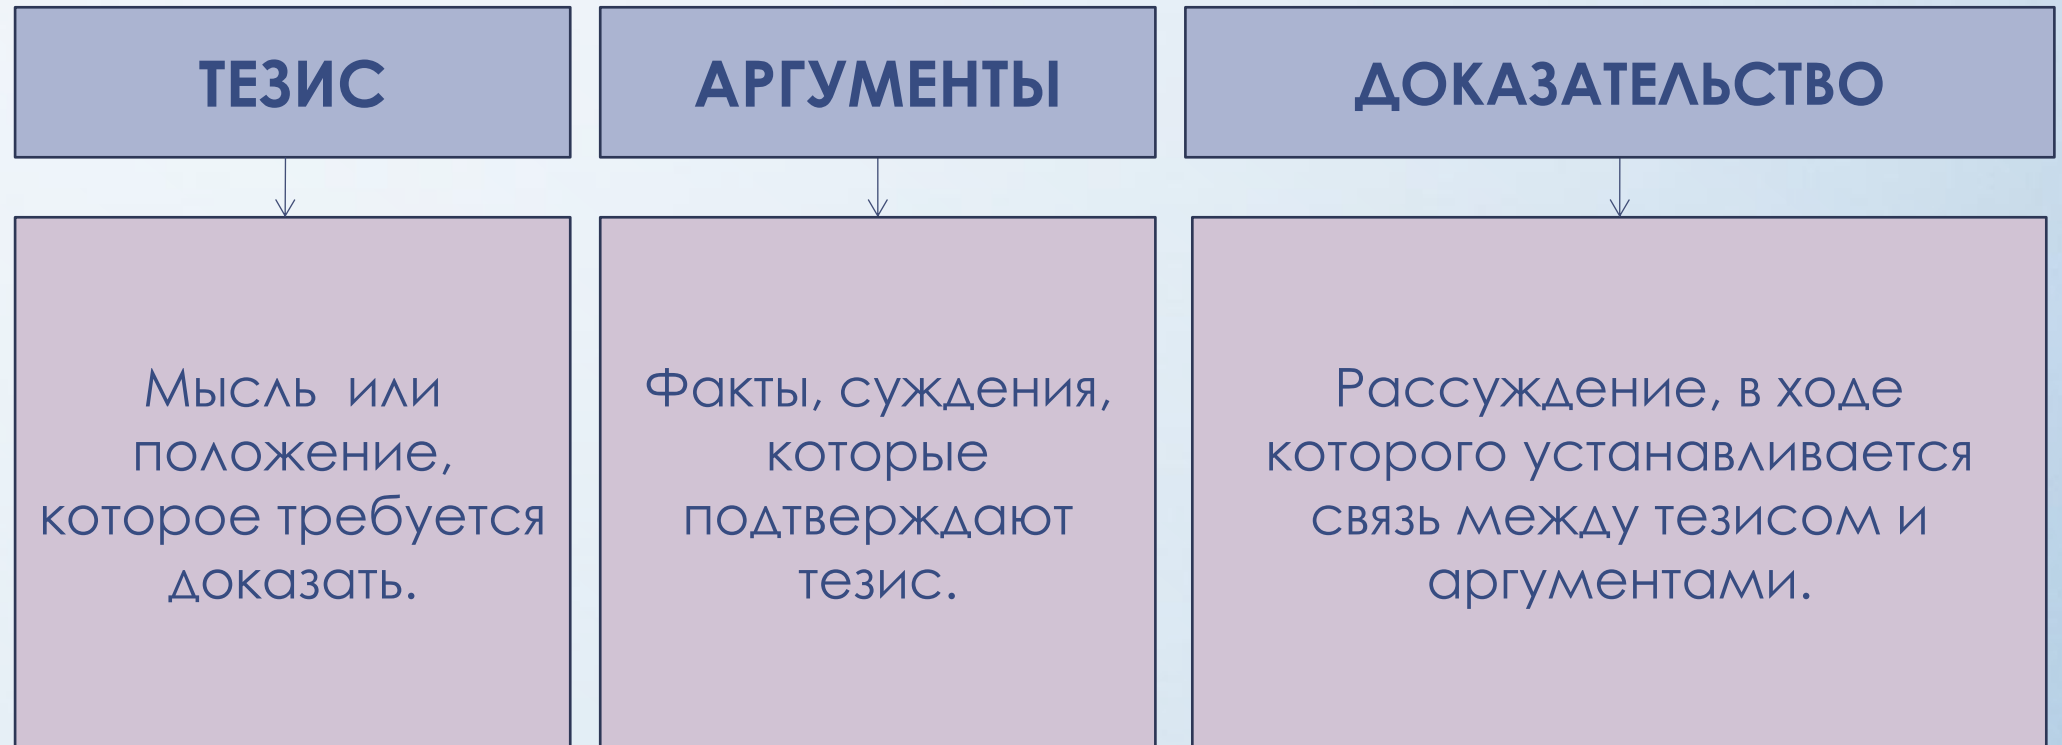 ТЕЗИС
АРГУМЕНТЫ
ДОКАЗАТЕЛЬСТВО
Мысль или
положение,
которое требуется
доказать.
Факты, суждения,
которые
подтверждают
тезис.
Рассуждение, в ходе
которого устанавливается
связь между тезисом и
аргументами.